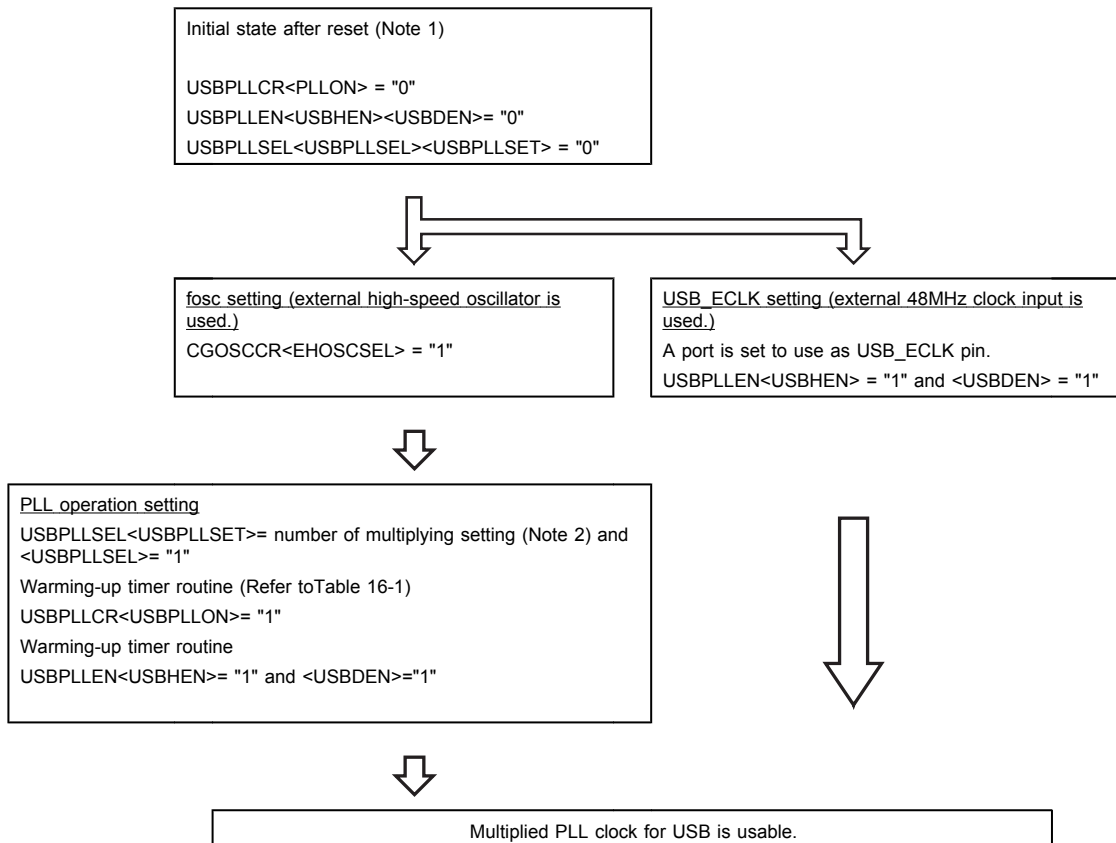 Initial state after reset (Note 1)
USBPLLCR<PLLON> = "0"
USBPLLEN<USBHEN><USBDEN>= "0"
USBPLLSEL<USBPLLSEL><USBPLLSET> = "0"
fosc setting (external high-speed oscillator is
used.)
CGOSCCR<EHOSCSEL> = "1"
USB_ECLK setting (external 48MHz clock input is
used.)
A port is set to use as USB_ECLK pin.
USBPLLEN<USBHEN> = "1" and <USBDEN> = "1"
PLL operation setting
USBPLLSEL<USBPLLSET>= number of multiplying setting (Note 2) and
<USBPLLSEL>= "1"
Warming-up timer routine (Refer toTable 16-1)
USBPLLCR<USBPLLON>= "1"
Warming-up timer routine
USBPLLEN<USBHEN>= "1" and <USBDEN>="1"
Multiplied PLL clock for USB is usable.